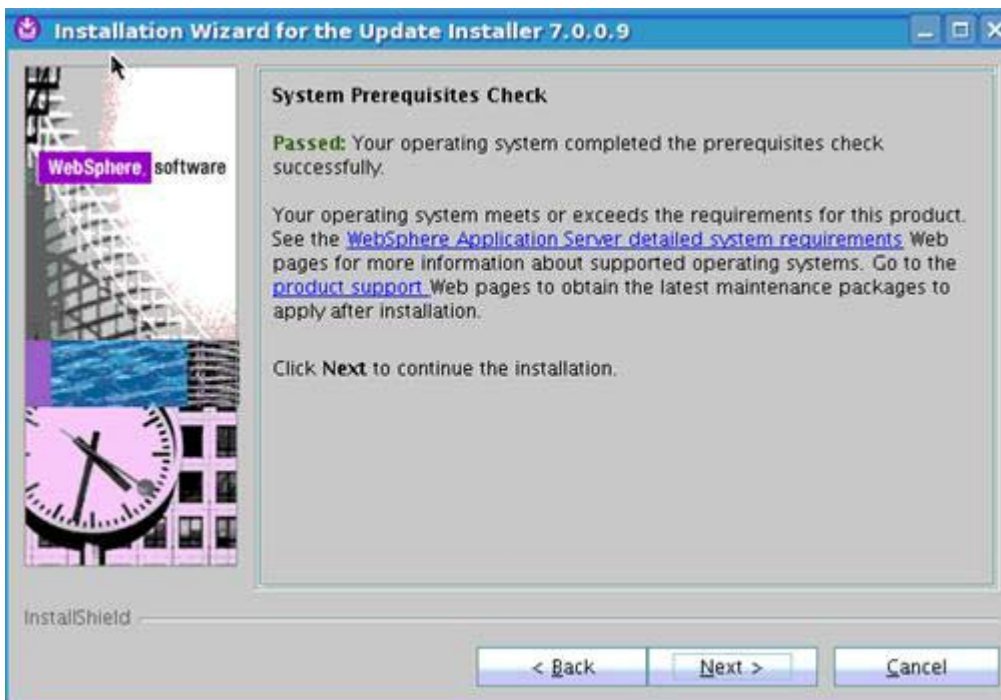 Installation Wizard for the Update Installer 7.0.0.9
WebSphere software
System Prerequisites Check
Passed: Your operating system completed the prerequisites check
successfully.
Your operating system meets or exceeds the requirements for this product.
See the WebSphere Application Server detailed system requirements Web
pages for more information about supported operating systems. Go to the
product support Web pages to obtain the latest maintenance packages to
apply after installation.
Click Next to continue the installation.
InstallShield
< Back
Next >
Cancel